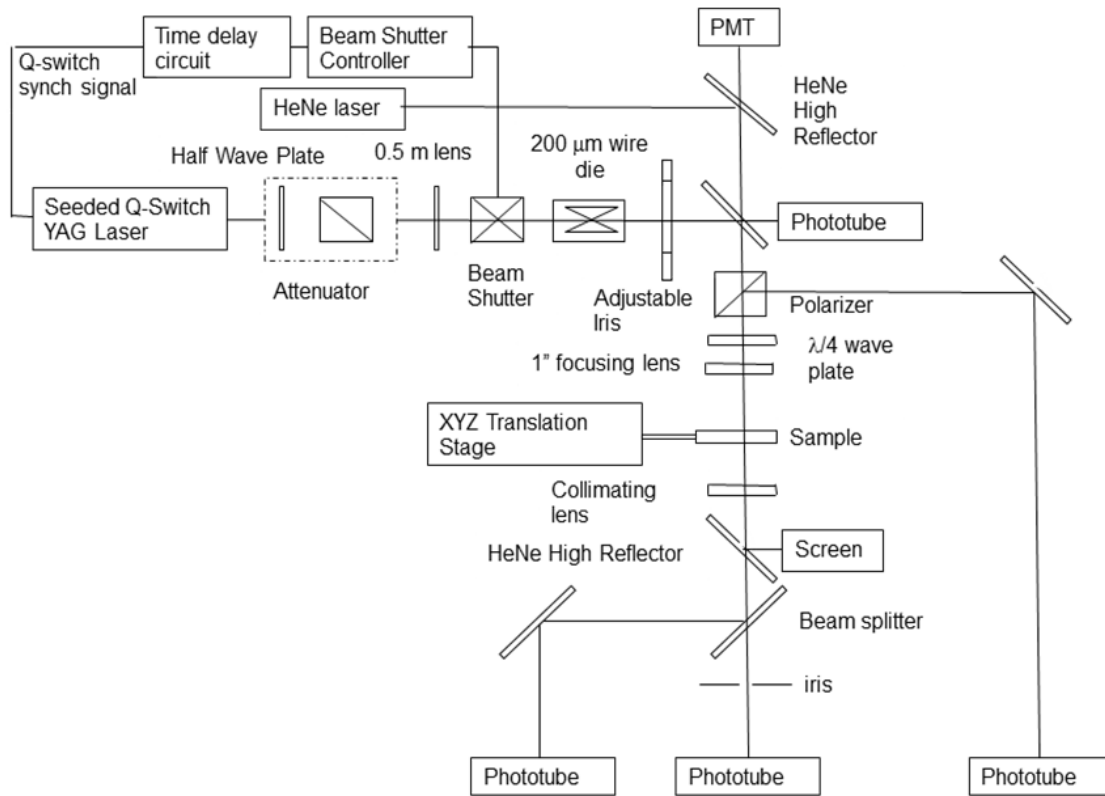 PMT
Q-switch
synch signal
Time delay
circuit
Beam Shutter
Controller
HeNe laser
HeNe
High
Reflector
Half Wave Plate
0.5 m lens
200 μm wire
die
Seeded Q-Switch
YAG Laser
Phototube
Attenuator
Beam
Shutter
Adjustable
Iris
Polarizer
1” focusing lens
λ/4 wave
plate
XYZ Translation
Stage
Sample
Collimating
lens
HeNe High Reflector
Screen
Beam splitter
iris
Phototube
Phototube
Phototube